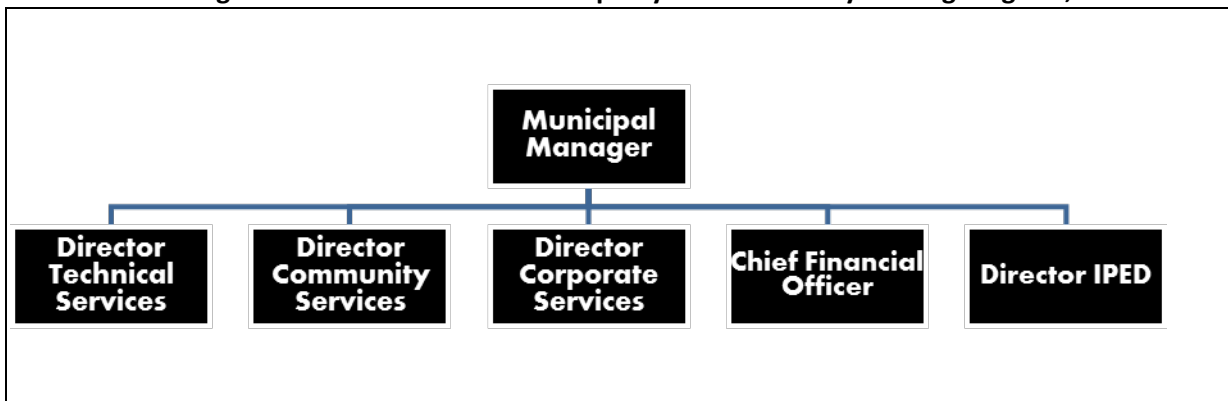 Municipal
Manager
Director
Technical
Services
Director
Community
Services
Director
Corporate
Services
Chief Financial
Officer
Director IPED